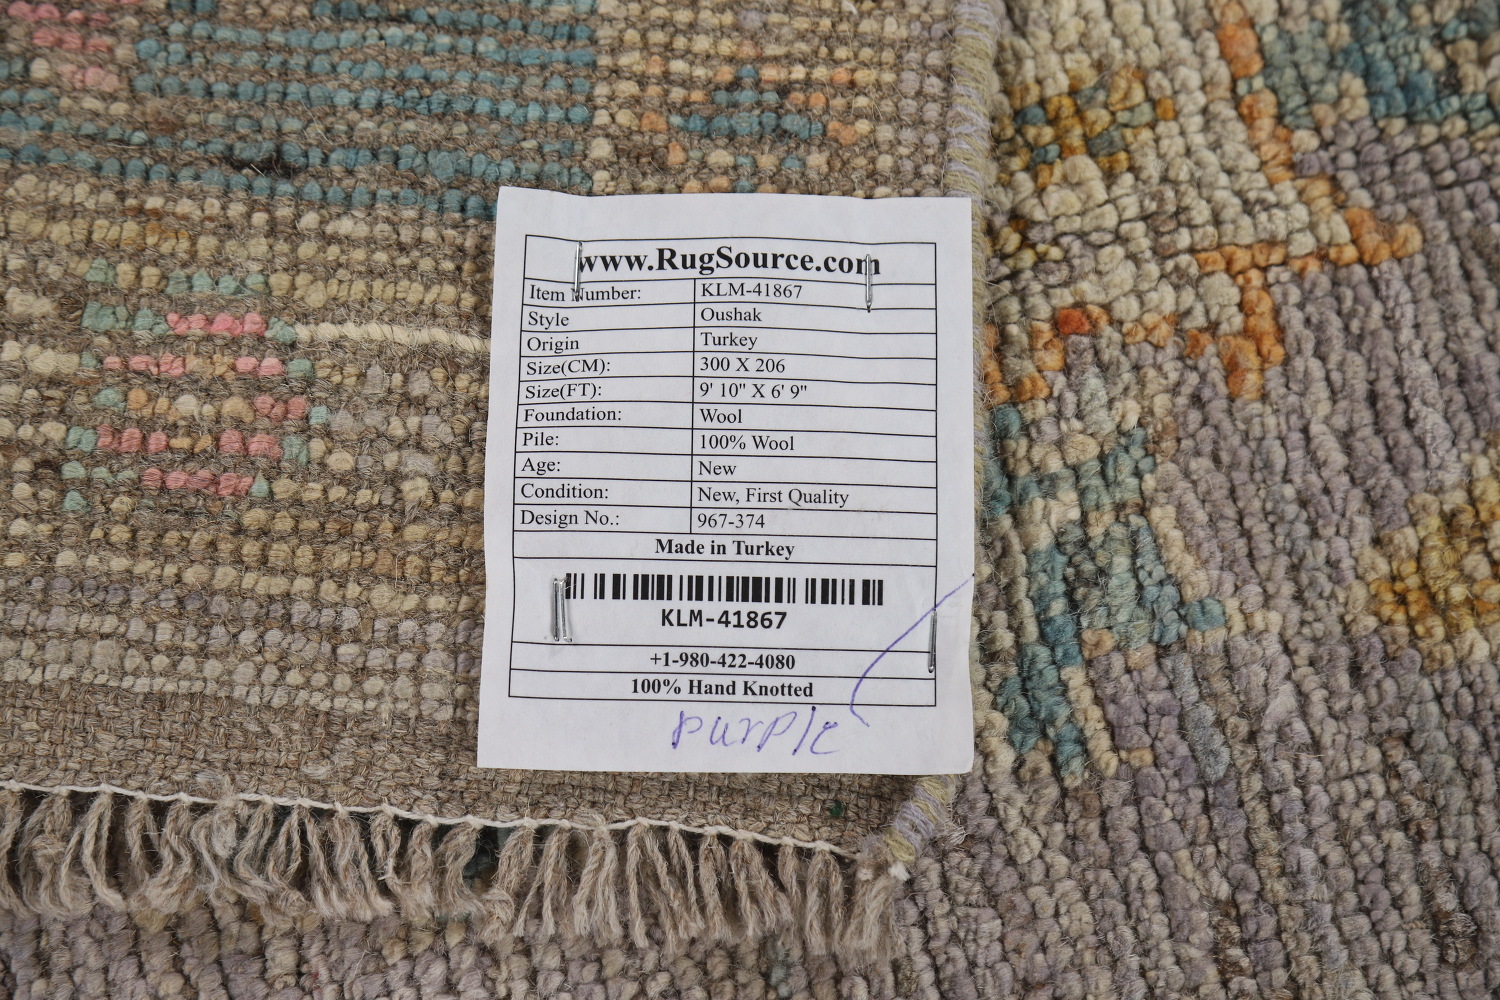 www.RugSource.com
Item Number: KLM-41867
Style Oushak
Origin Turkey
Size(CM): 300 X 206
Size(FT): 9' 10" X 6' 9"
Foundation: Wool
Pile: 100% Wool
Age: New
Condition: New, First Quality
Design No.: 967-374
Made in Turkey
KLM-41867
+1-980-422-4080
100% Hand Knotted
purple